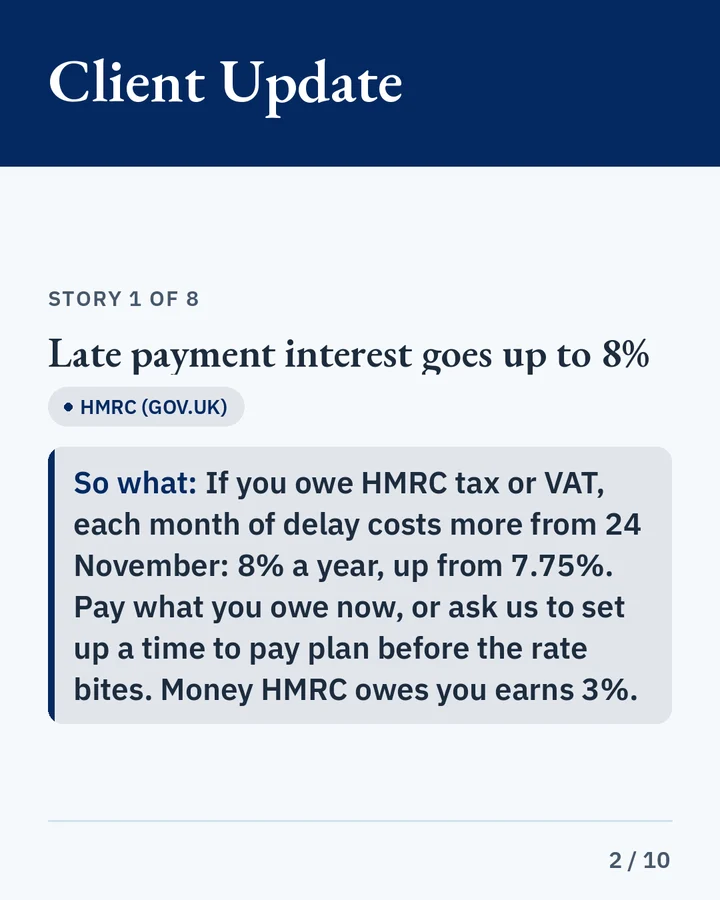 Client Update
STORY 1 OF 8
Late payment interest goes up to 8%
HMRC (GOV.UK)
So what: If you owe HMRC tax or VAT,
each month of delay costs more from 24
November: 8% a year, up from 7.75%.
Pay what you owe now, or ask us to set
up a time to pay plan before the rate
bites. Money HMRC owes you earns 3%.
2 / 10